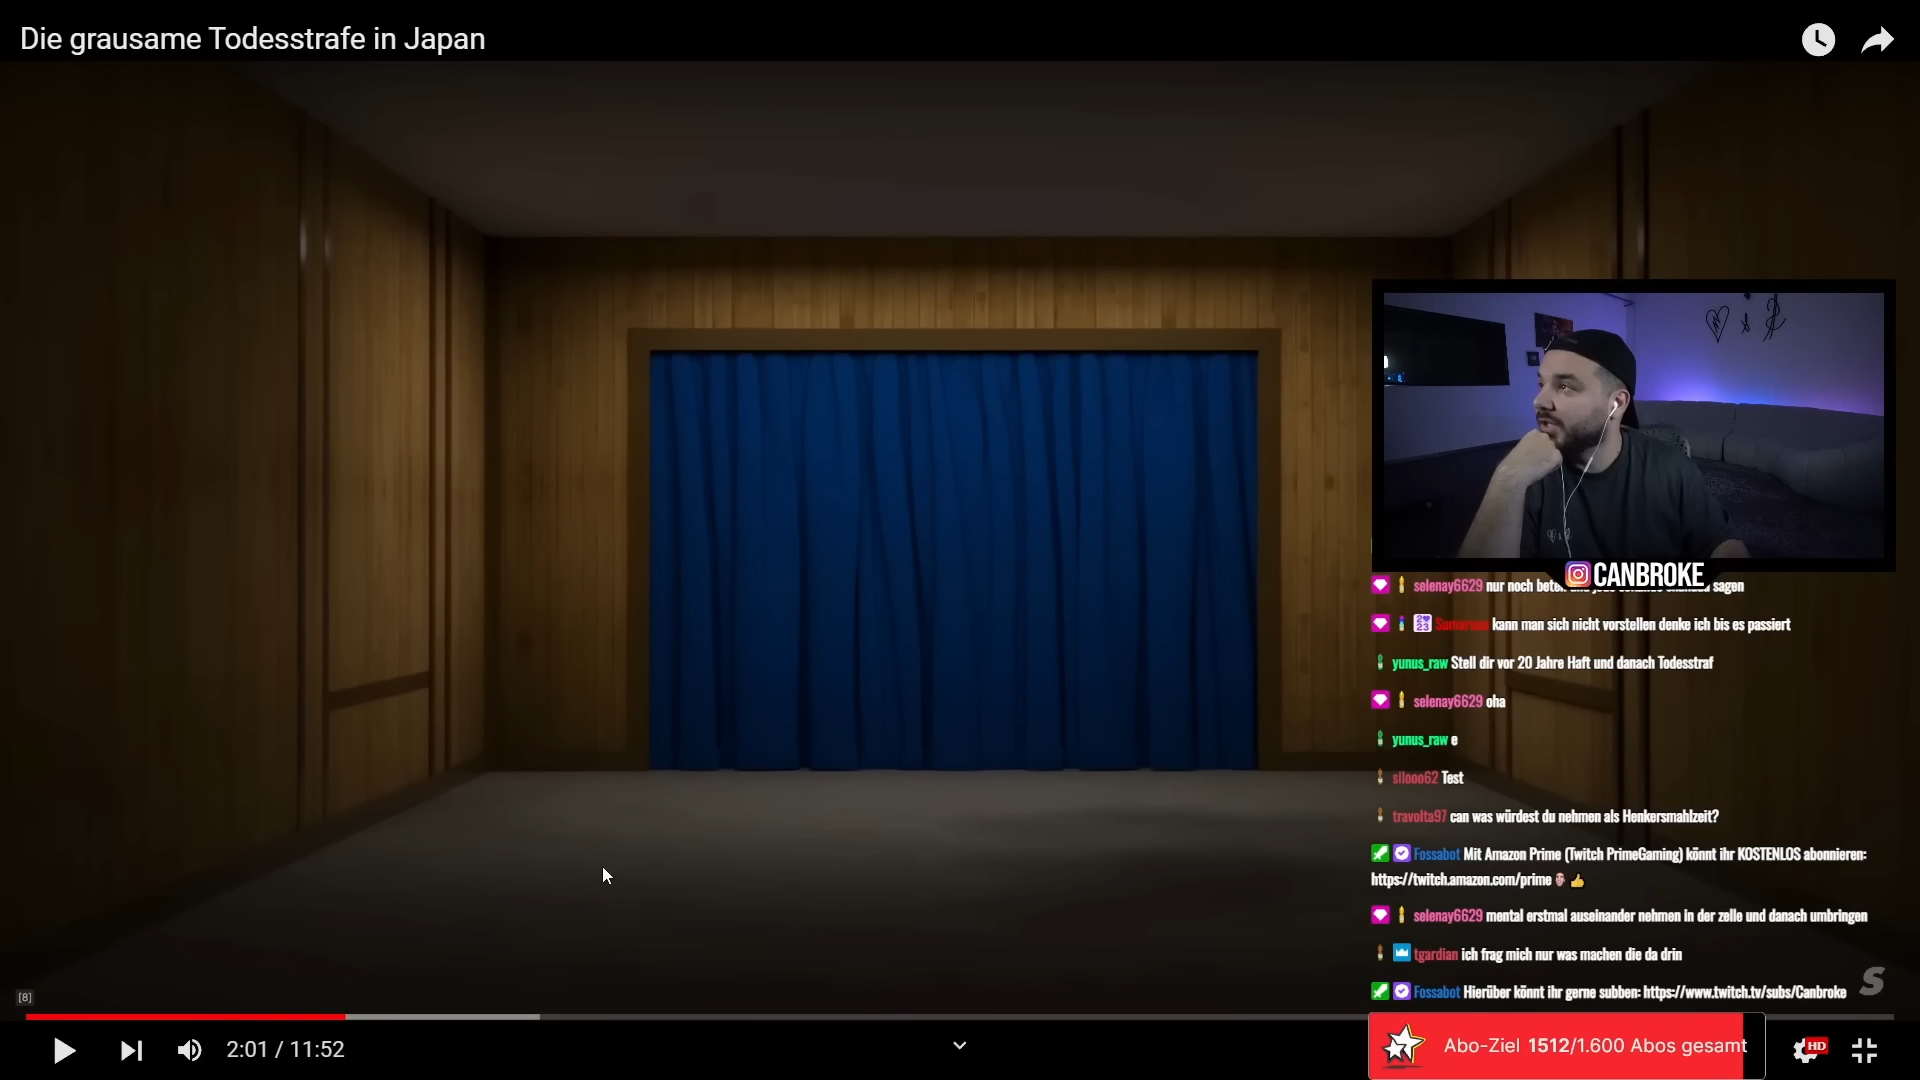 Die grausame Todesstrafe in Japan
CANBROKE
selenay6629 nur noch beten sagen
kann man sich nicht vorstellen denke ich bis es passiert
yunus_raw Stell dir vor 20 Jahre Haft und danach Todesstraf
selenay6629 oha
yunus_raw e
silooo62 Test
travolta97 can was würdest du nehmen als Henkersmahlzeit?
Fossabot Mit Amazon Prime (Twitch PrimeGaming) könnt ihr KOSTENLOS abonnieren:
https://twitch.amazon.com/prime
selenay6629 mental erstmal auseinander nehmen in der zelle und danach umbringen
tgardian ich frag mich nur was machen die da drin
Fossabot Hierüber könnt ihr gerne subben: https://www.twitch.tv/subs/Canbroke
S
[8]
2:01 / 11:52
Abo-Ziel 1512/1.600 Abos gesamt
HD